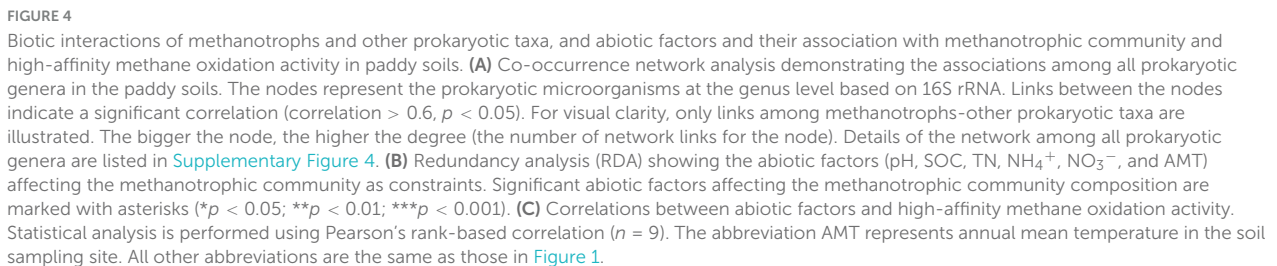 FIGURE 4
Biotic interactions of methanotrophs and other prokaryotic taxa, and abiotic factors and their association with methanotrophic community and
high-affinity methane oxidation activity in paddy soils. (A) Co-occurrence network analysis demonstrating the associations among all prokaryotic
genera in the paddy soils. The nodes represent the prokaryotic microorganisms at the genus level based on 16S rRNA. Links between the nodes
indicate a significant correlation (correlation > 0.6, p < 0.05). For visual clarity, only links among methanotrophs-other prokaryotic taxa are
illustrated. The bigger the node, the higher the degree (the number of network links for the node). Details of the network among all prokaryotic
genera are listed in Supplementary Figure 4. (B) Redundancy analysis (RDA) showing the abiotic factors (pH, SOC, TN, NH₄⁺, NO₃⁻, and AMT)
affecting the methanotrophic community as constraints. Significant abiotic factors affecting the methanotrophic community composition are
marked with asterisks (*p < 0.05; **p < 0.01; ***p < 0.001). (C) Correlations between abiotic factors and high-affinity methane oxidation activity.
Statistical analysis is performed using Pearson's rank-based correlation (n = 9). The abbreviation AMT represents annual mean temperature in the soil
sampling site. All other abbreviations are the same as those in Figure 1.